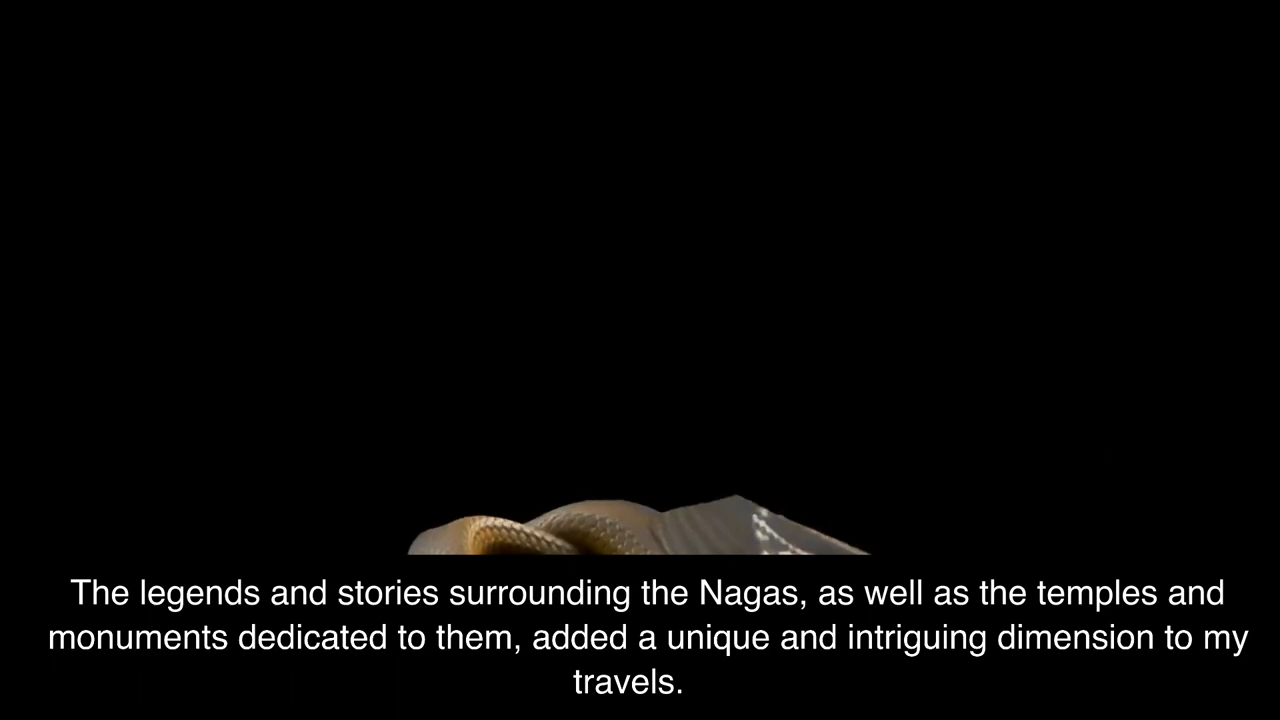 The legends and stories surrounding the Nagas, as well as the temples and
monuments dedicated to them, added a unique and intriguing dimension to my
travels.